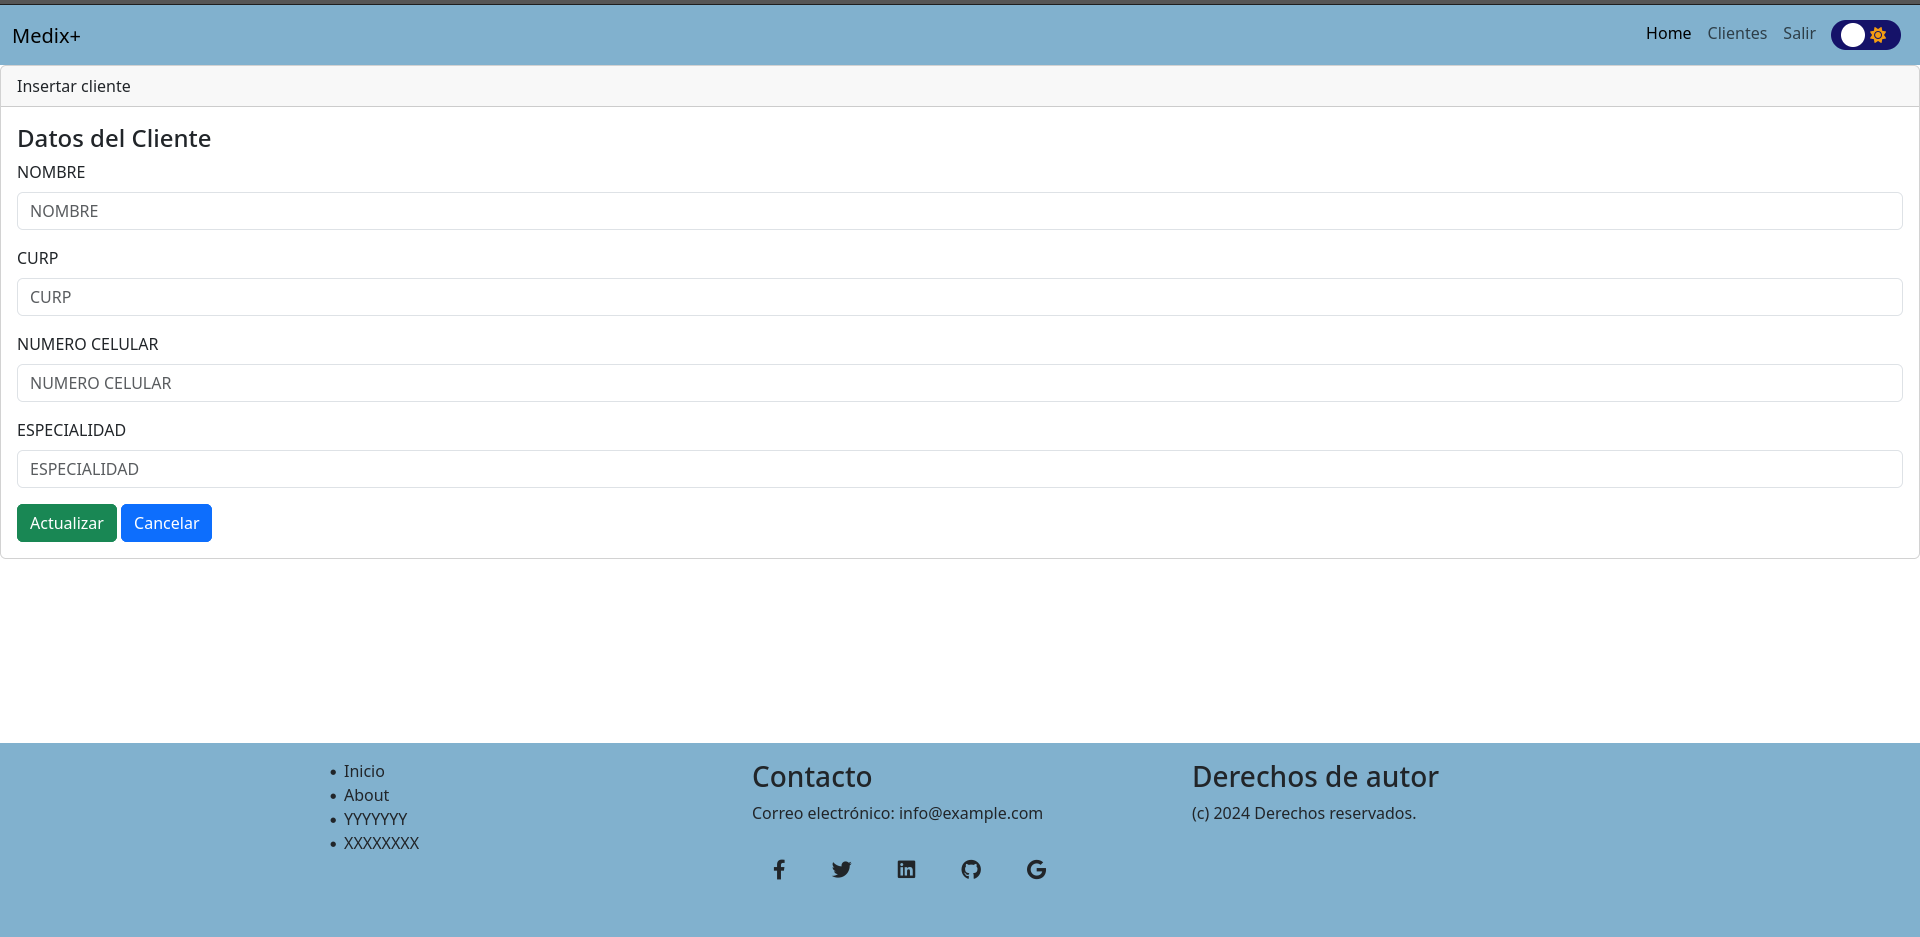 Medix+
Home Clientes Salir
Insertar cliente
Datos del Cliente
NOMBRE
NOMBRE
CURP
CURP
NUMERO CELULAR
NUMERO CELULAR
ESPECIALIDAD
ESPECIALIDAD
Actualizar Cancelar
Inicio
About
YYYYYYY
XXXXXXXX
Contacto
Correo electrónico: info@example.com
Derechos de autor
(c) 2024 Derechos reservados.